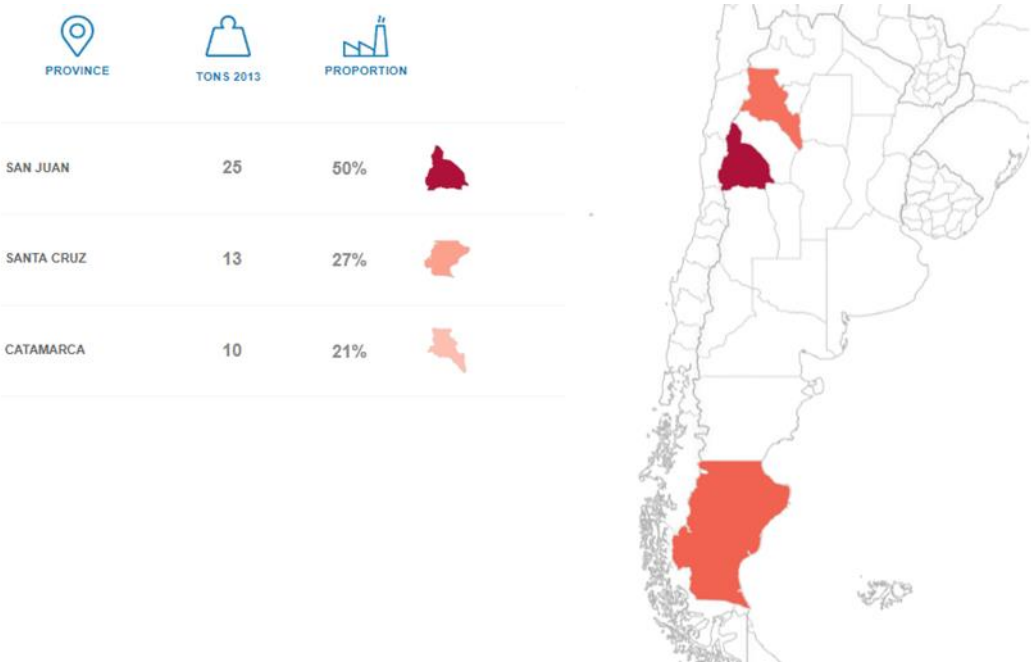 PROVINCE TONS 2013 PROPORTION
SAN JUAN 25 50%
SANTA CRUZ 13 27%
CATAMARCA 10 21%